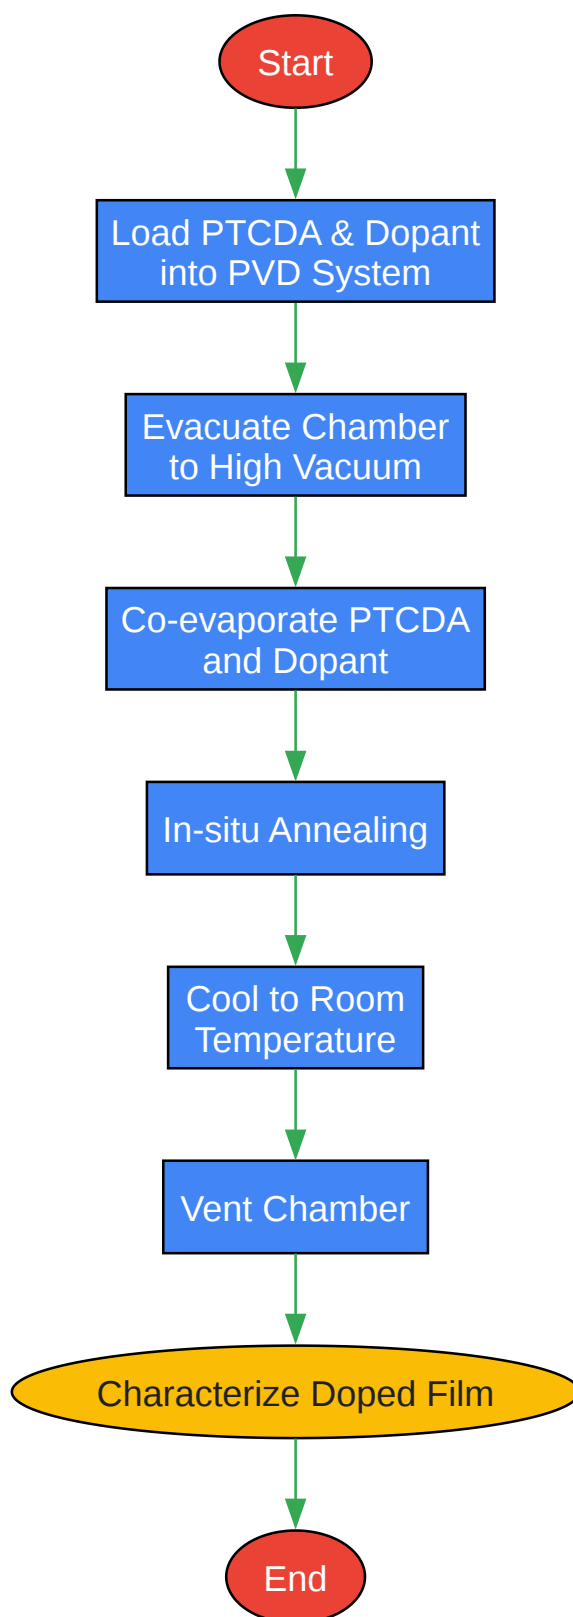 Start
Load PTCDA & Dopant
into PVD System
Evacuate Chamber
to High Vacuum
Co-evaporate PTCDA
and Dopant
In-situ Annealing
Cool to Room
Temperature
Vent Chamber
Characterize Doped Film
End